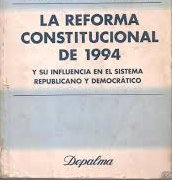 LA REFORMA
CONSTITUCIONAL
DE 1994
Y SU INFLUENCIA EN EL SISTEMA
REPUBLICANO Y DEMOCRÁTICO
Depalma